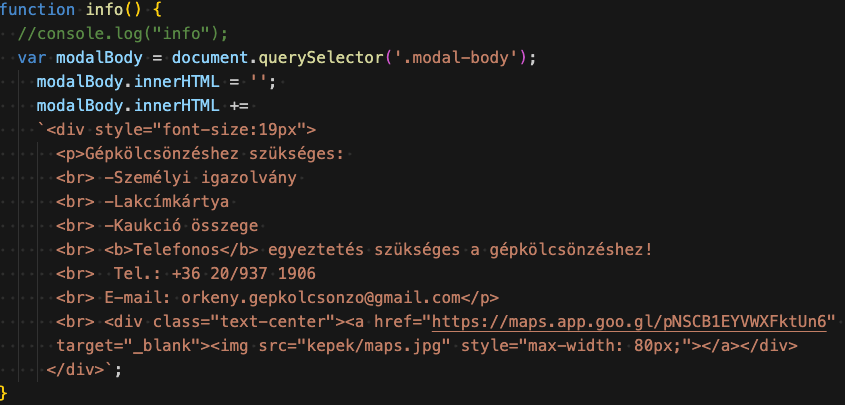 function info() {
//console.log("info");
var modalBody = document.querySelector('.modal-body');
modalBody.innerHTML = '';
modalBody.innerHTML +=
`<div style="font-size:19px">
<p>Gépkölcsönzéshez szükséges:
<br> -Személyi igazolvány
<br> -Lakcímkártya
<br> -Kaukció összege
<br> <b>Telefonos</b> egyeztetés szükséges a gépkölcsönzéshez!
<br>  Tel.: +36 20/937 1906
<br> E-mail: orkeny.gepkolcsonzo@gmail.com</p>
<br> <div class="text-center"><a href="https://maps.app.goo.gl/pNSCB1EYVWXFktUn6"
target="_blank"><img src="kepek/maps.jpg" style="max-width: 80px;"></a></div>
</div>`;
}